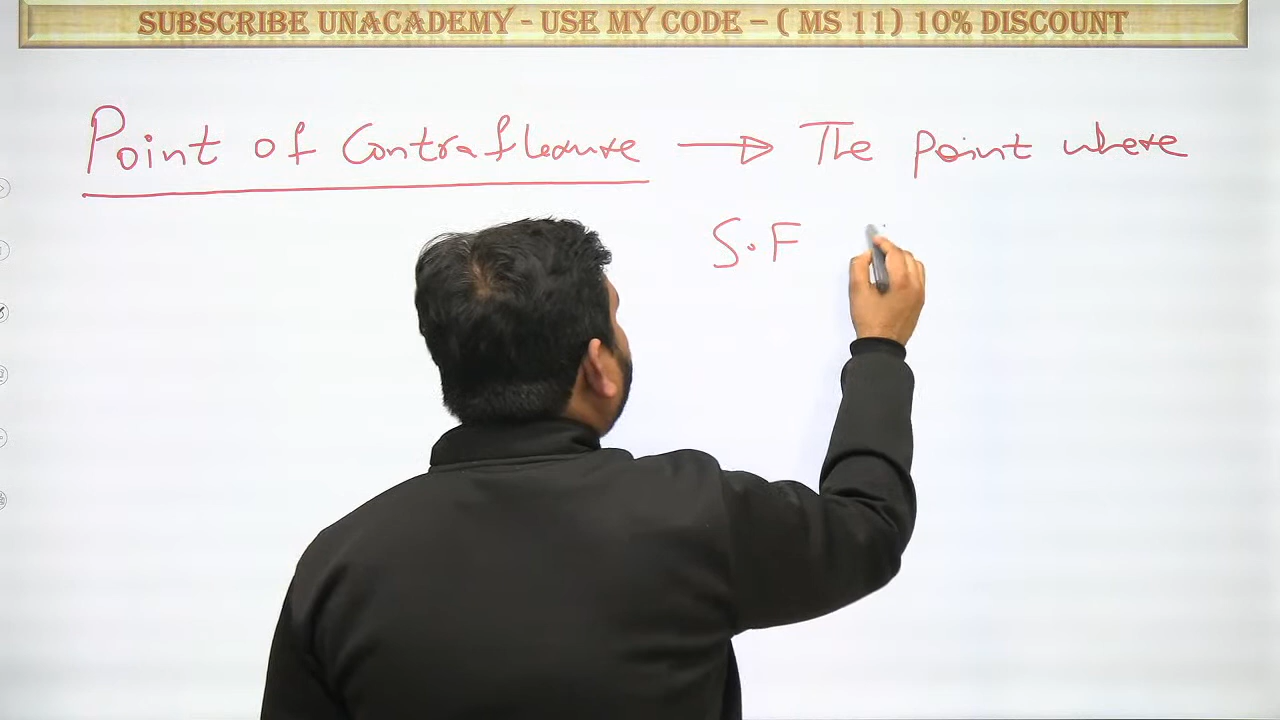 SUBSCRIBE UNACADEMY - USE MY CODE – ( MS 11) 10% DISCOUNT
Point of Contraflexure → The point where
S.F